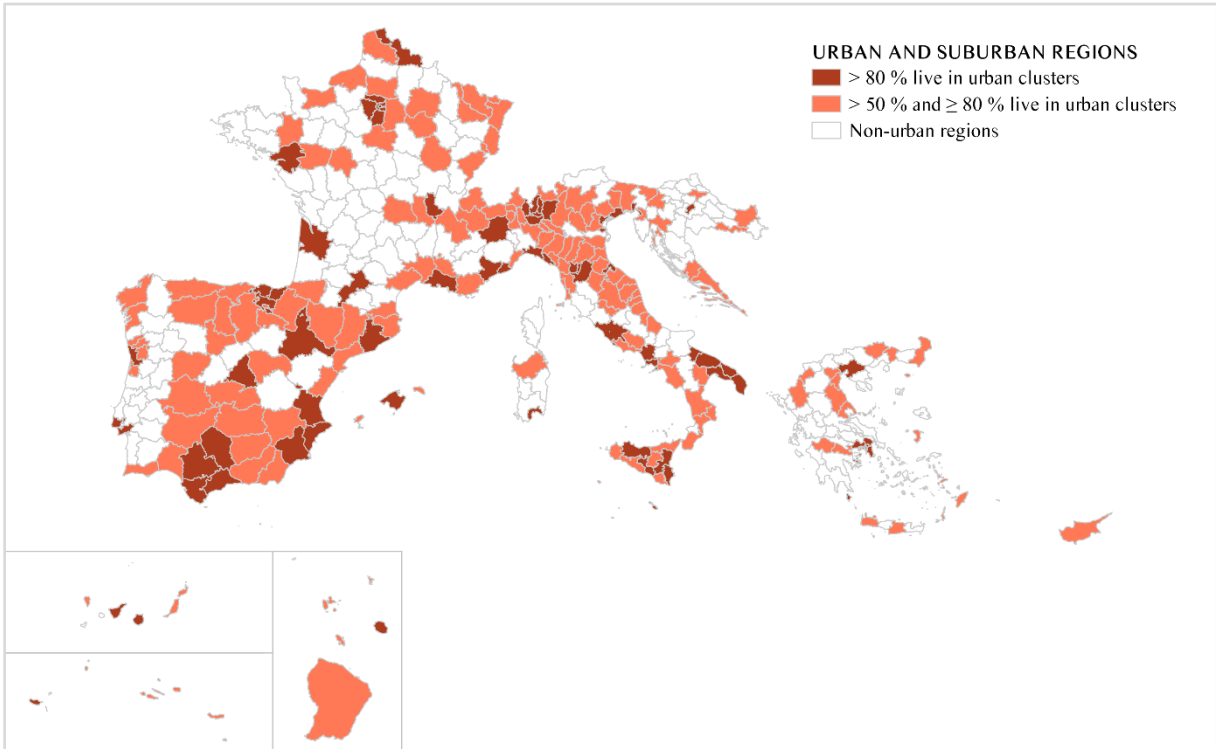 URBAN AND SUBURBAN REGIONS
> 80 % live in urban clusters
> 50 % and ≥ 80 % live in urban clusters
Non-urban regions